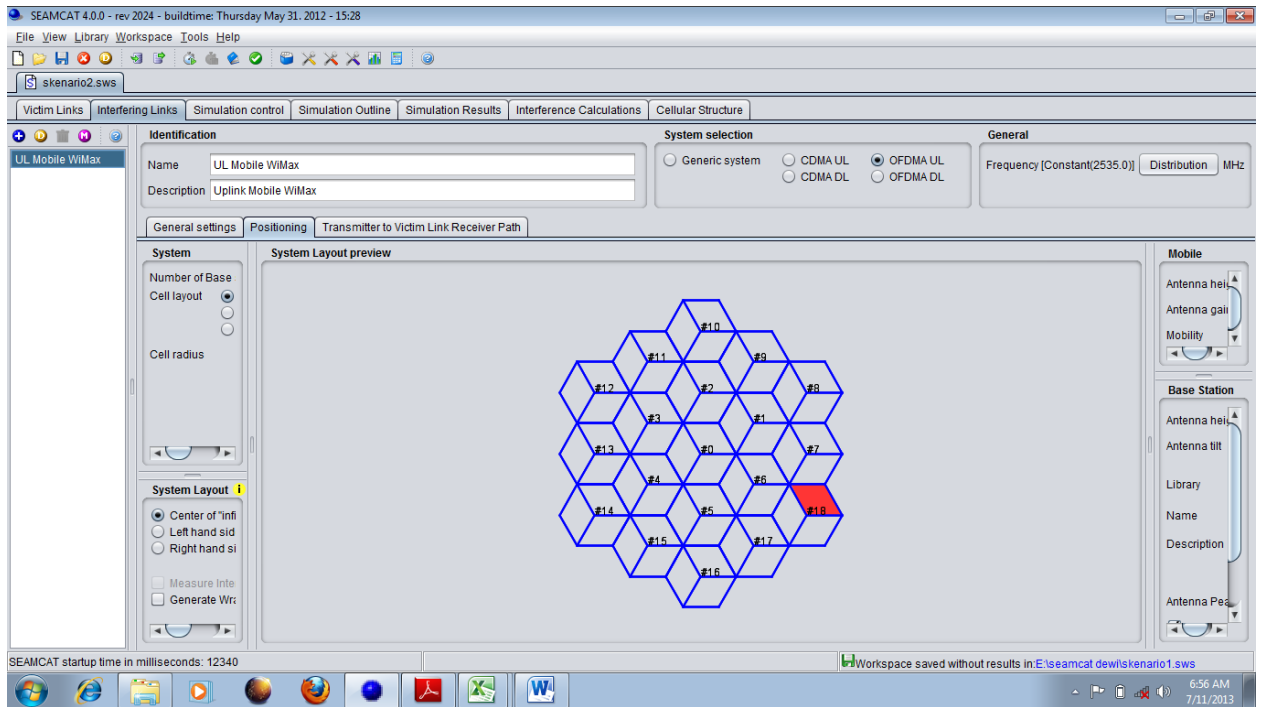 SEAMCAT 4.0.0 - rev 2024 - buildtime: Thursday May 31. 2012 - 15:28
File View Library Workspace Tools Help
skenario2.sws
Victim Links Interfering Links Simulation control Simulation Outline Simulation Results Interference Calculations Cellular Structure
UL Mobile WiMax
Identification
Name UL Mobile WiMax
Description Uplink Mobile WiMax
System selection
Generic system CDMA UL OFDMA UL
CDMA DL OFDMA DL
General
Frequency [Constant(2535.0)] Distribution MHz
General settings Positioning Transmitter to Victim Link Receiver Path
System
Number of Base
Cell layout
Cell radius
System Layout i
Center of "infi
Left hand sid
Right hand si
Measure Inte
Generate Wra
System Layout preview
#10
#11 #9
#12 #2 #8
#3 #1
#13 #0 #7
#4 #6
#14 #5 #18
#15 #17
#16
Mobile
Antenna heig
Antenna gain
Mobility
Base Station
Antenna heig
Antenna tilt
Library
Name
Description
Antenna Pea
SEAMCAT startup time in milliseconds: 12340
Workspace saved without results in:E:\seamcat dewi\skenario1.sws
6:56 AM
7/11/2013